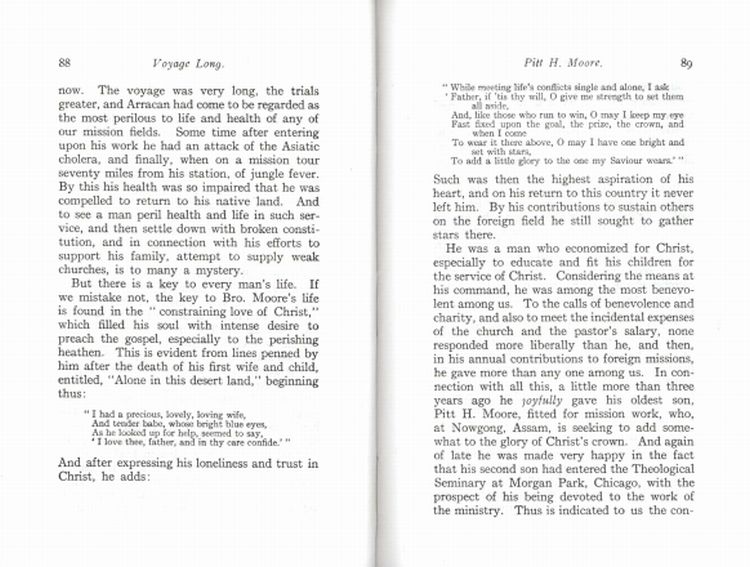 88
Voyage Long.
now. The voyage was very long, the trials
greater, and Arracan had come to be regarded as
the most perilous to life and health of any of
our mission fields. Some time after entering
upon his work he had an attack of the Asiatic
cholera, and finally, when on a mission tour
seventy miles from his station, of jungle fever.
By this his health was so impaired that he was
compelled to return to his native land. And
to see a man peril health and life in such ser-
vice, and then settle down with broken consti-
tution, and in connection with his efforts to
support his family, attempt to supply weak
churches, is to many a mystery.
But there is a key to every man's life. If
we mistake not, the key to Bro. Moore's life
is found in the "constraining love of Christ,"
which filled his soul with intense desire to
preach the gospel, especially to the perishing
heathen. This is evident from lines penned by
him after the death of his first wife and child,
entitled, "Alone in this desert land," beginning
thus:
"I had a precious, lovely, loving wife,
And tender babe, whose bright blue eyes,
As he looked up for help, seemed to say,
'I love thee, father, and in thy care confide.'"
And after expressing his loneliness and trust in
Christ, he adds:
Pitt H. Moore.
89
"While meeting life's conflicts single and alone, I ask
'Father, if 'tis thy will, O give me strength to set them
all aside,
And, like those who run to win, O may I keep my eye
Fast fixed upon the goal, the prize, the crown, and
when I come
To wear it there above, O may I have one bright and
set with stars,
To add a little glory to the one my Saviour wears.'"
Such was then the highest aspiration of his
heart, and on his return to this country it never
left him. By his contributions to sustain others
on the foreign field he still sought to gather
stars there.
He was a man who economized for Christ,
especially to educate and fit his children for
the service of Christ. Considering the means at
his command, he was among the most benevo-
lent among us. To the calls of benevolence and
charity, and also to meet the incidental expenses
of the church and the pastor's salary, none
responded more liberally than he, and then,
in his annual contributions to foreign missions,
he gave more than any one among us. In con-
nection with all this, a little more than three
years ago he joyfully gave his oldest son,
Pitt H. Moore, fitted for mission work, who,
at Nowgong, Assam, is seeking to add some-
what to the glory of Christ's crown. And again
of late he was made very happy in the fact
that his second son had entered the Theological
Seminary at Morgan Park, Chicago, with the
prospect of his being devoted to the work of
the ministry. Thus is indicated to us the con-